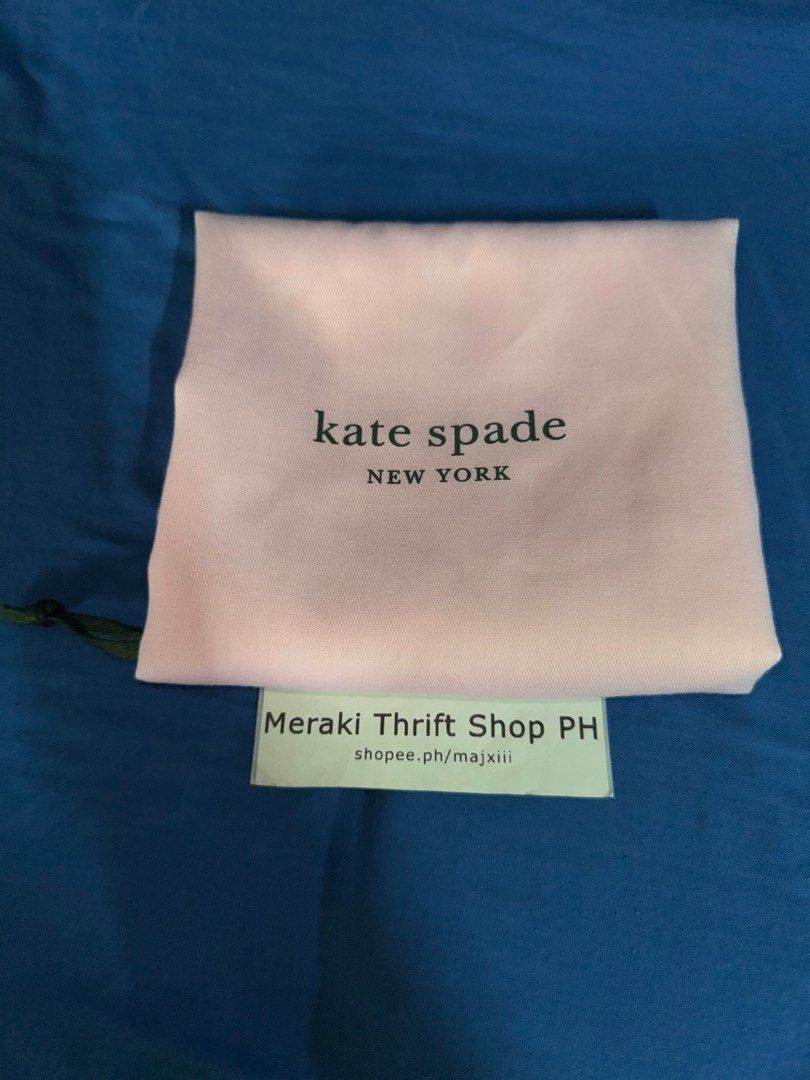 kate spade
NEW YORK
Meraki Thrift Shop PH
shopee.ph/majxiii